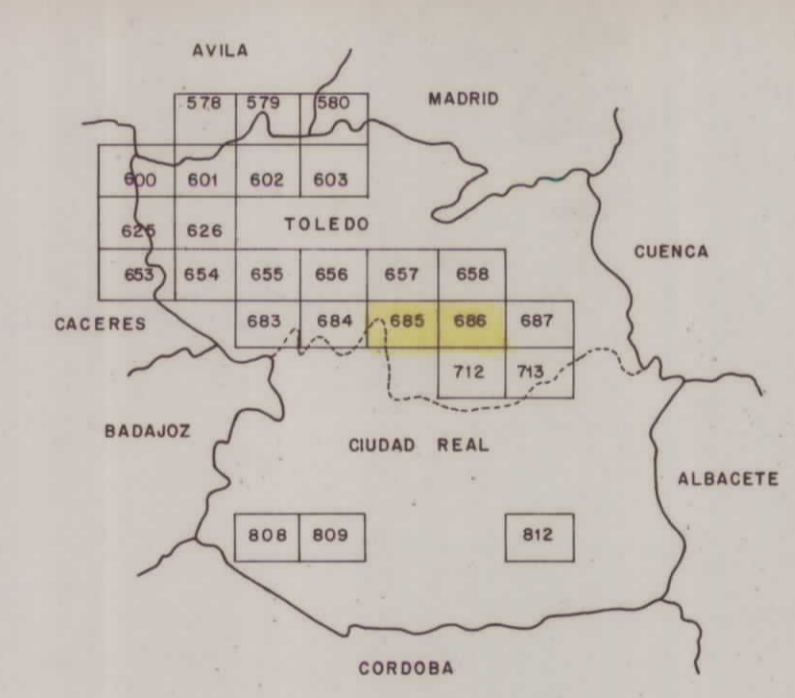 AVILA
578 579 580 MADRID
600 601 602 603
625 626 TOLEDO
CUENCA
653 654 655 656 657 658
CACERES 683 684 685 686 687
712 713
BADAJOZ CIUDAD REAL
ALBACETE
808 809 812
CORDOBA